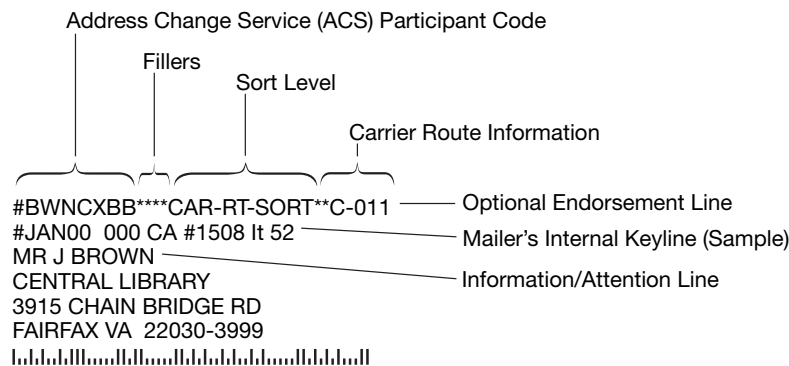 Address Change Service (ACS) Participant Code
Fillers
Sort Level
Carrier Route Information
#BWNCXBB****CAR-RT-SORT**C-011
Optional Endorsement Line
#JAN00 000 CA #1508 lt 52
Mailer's Internal Keyline (Sample)
MR J BROWN
Information/Attention Line
CENTRAL LIBRARY
3915 CHAIN BRIDGE RD
FAIRFAX VA 22030-3999